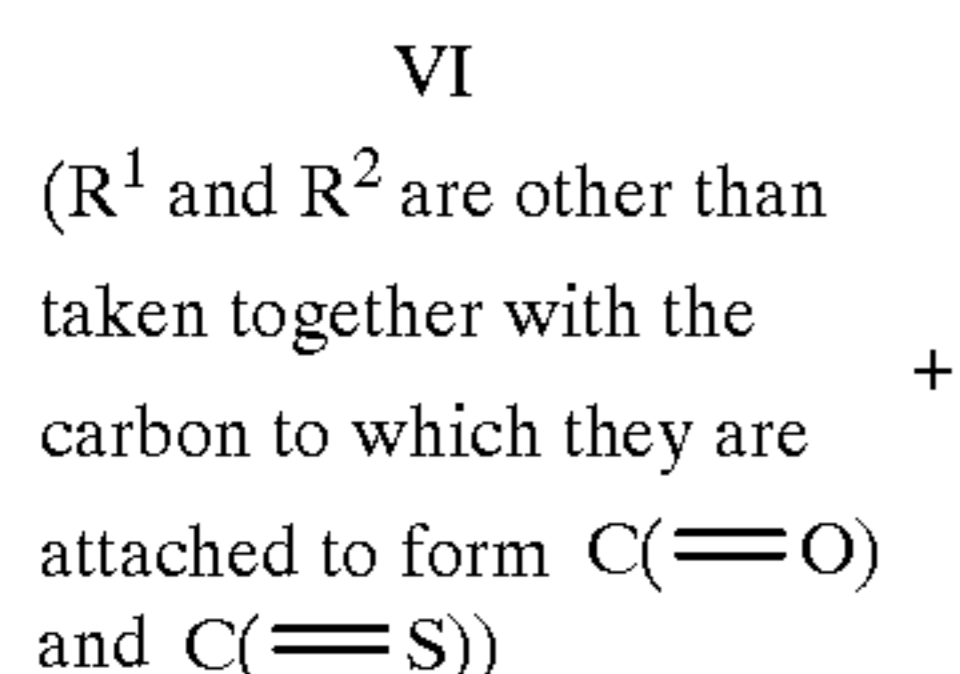 VI
(R¹ and R² are other than
taken together with the
+
carbon to which they are
attached to form C(=O)
and C(=S))